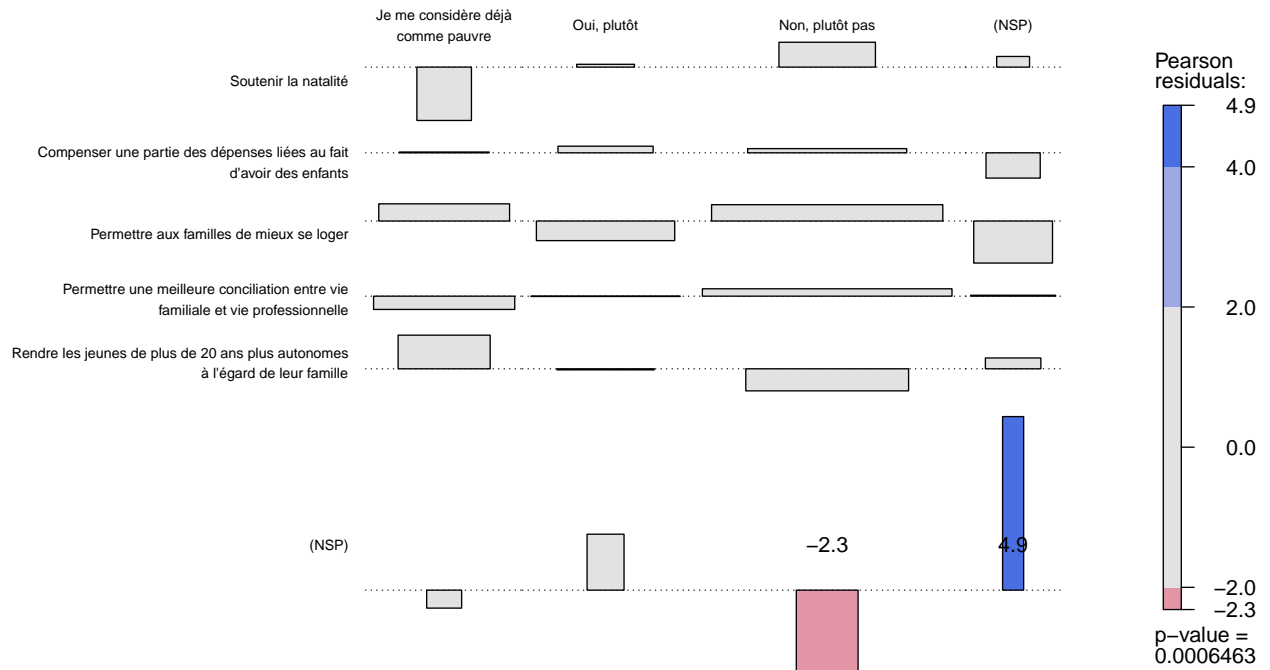 Je me considère déjà
comme pauvre
Oui, plutôt
Non, plutôt pas
(NSP)
Soutenir la natalité
Compenser une partie des dépenses liées au fait
d'avoir des enfants
Permettre aux familles de mieux se loger
Permettre une meilleure conciliation entre vie
familiale et vie professionnelle
Rendre les jeunes de plus de 20 ans plus autonomes
à l'égard de leur famille
(NSP)
−2.3
4.9
Pearson
residuals:
4.9
4.0
2.0
0.0
−2.0
−2.3
p−value =
0.0006463